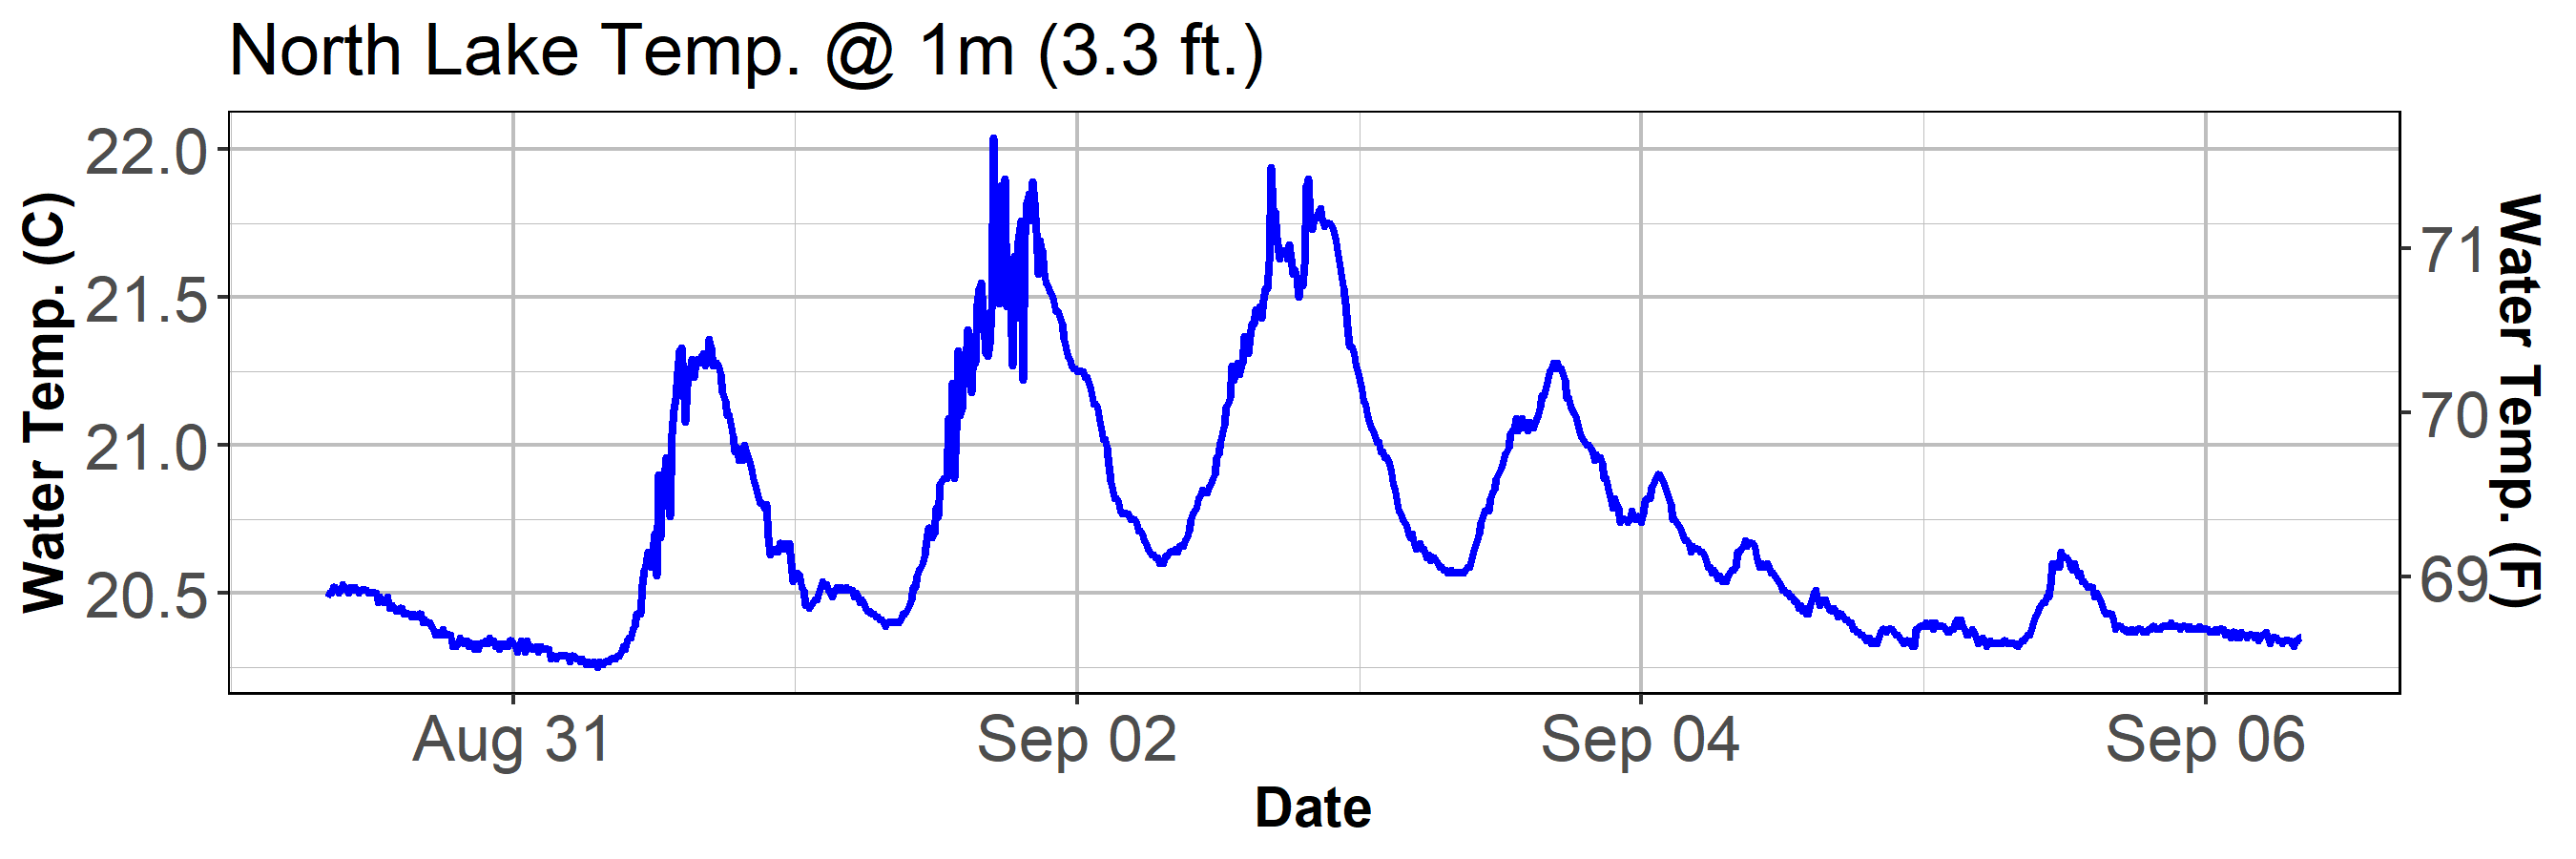 North Lake Temp. @ 1m (3.3 ft.)
Water Temp. (C)
22.0
21.5
21.0
20.5
71
70
69
Water Temp. (F)
Aug 31 Sep 02 Sep 04 Sep 06
Date